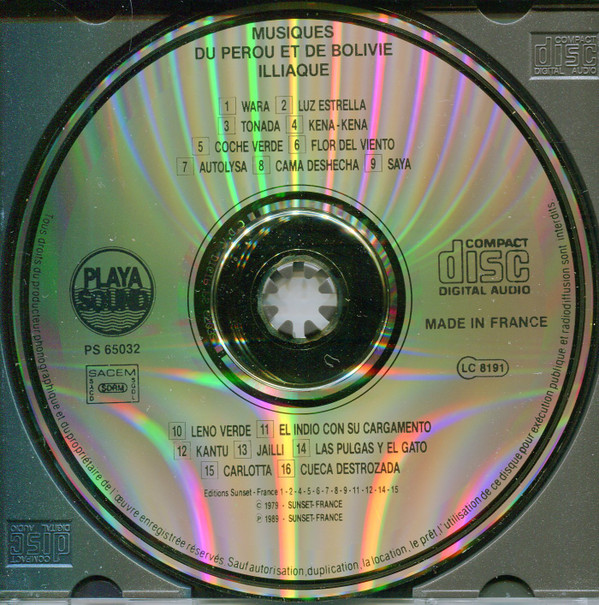 MUSIQUES
DU PEROU ET DE BOLIVIE
ILLIAQUE
COMPACT
disc
DIGITAL AUDIO
1 WARA 2 LUZ ESTRELLA
3 TONADA 4 KENA-KENA
5 COCHE VERDE 6 FLOR DEL VIENTO
7 AUTOLYSA 8 CAMA DESHECHA 9 SAYA
PLAYA
SOUND
PS 65032
SACEM
SACD SDRM SGDL
COMPACT
disc
DIGITAL AUDIO
MADE IN FRANCE
LC 8191
10 LENO VERDE 11 EL INDIO CON SU CARGAMENTO
12 KANTU 13 JAILLI 14 LAS PULGAS Y EL GATO
15 CARLOTTA 16 CUECA DESTROZADA
Editions Sunset - France 1 - 2 - 4 - 5 - 6 - 7 - 8 - 9 - 11 - 12 - 14 - 15
© 1979 - SUNSET-FRANCE
℗ 1989 - SUNSET-FRANCE
Tous droits du producteur phonographique et du propriétaire de l'œuvre enregistrée réservés. Sauf autorisation, duplication, la location, le prêt, l'utilisation de ce disque pour exécution publique et radiodiffusion sont interdits
COMPACT
disc
DIGITAL AUDIO